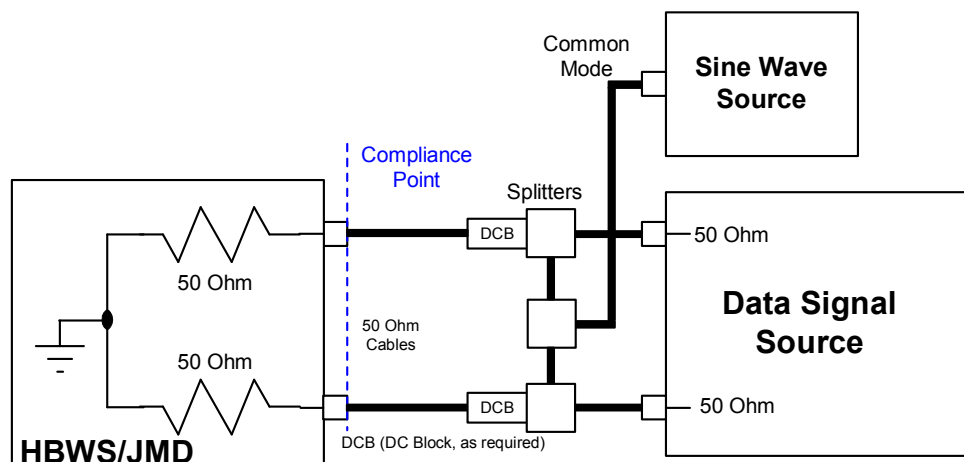 Common
Mode
Sine Wave
Source
Compliance
Point
Splitters
DCB
50 Ohm
50 Ohm
Data Signal
Source
50 Ohm
Cables
50 Ohm
DCB
50 Ohm
DCB (DC Block, as required)
HBWS/JMD